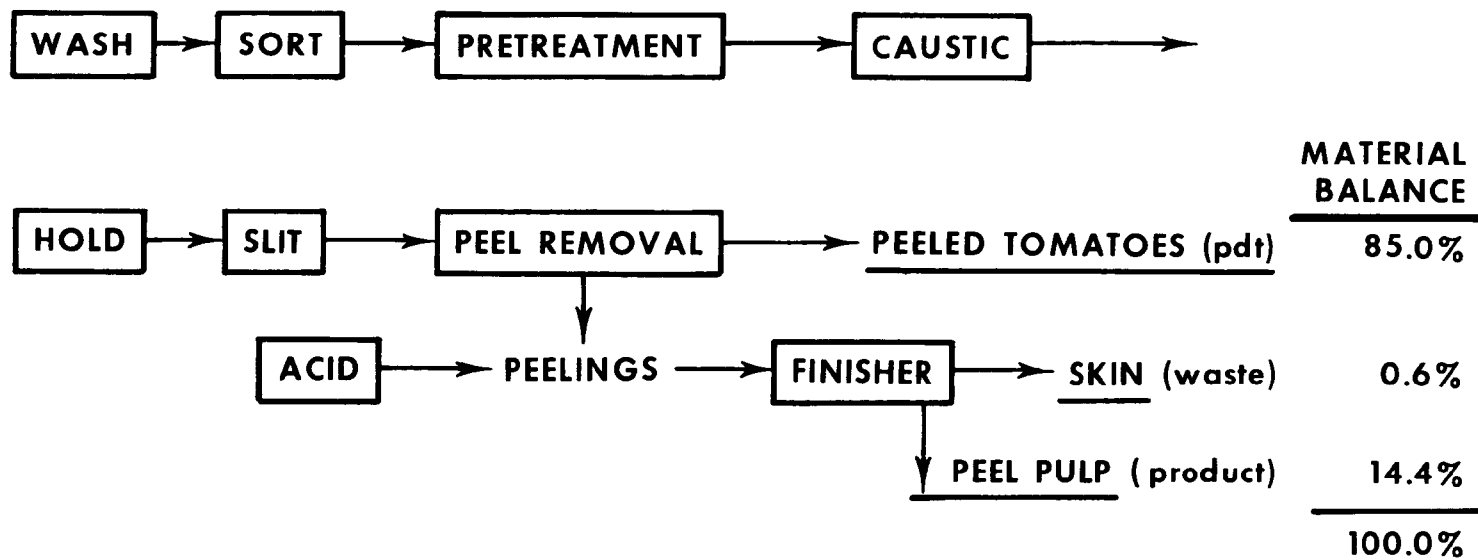 WASH SORT PRETREATMENT CAUSTIC
MATERIAL
BALANCE
HOLD SLIT PEEL REMOVAL PEELED TOMATOES (pdt) 85.0%
ACID PEELINGS FINISHER SKIN (waste) 0.6%
PEEL PULP (product) 14.4%
100.0%